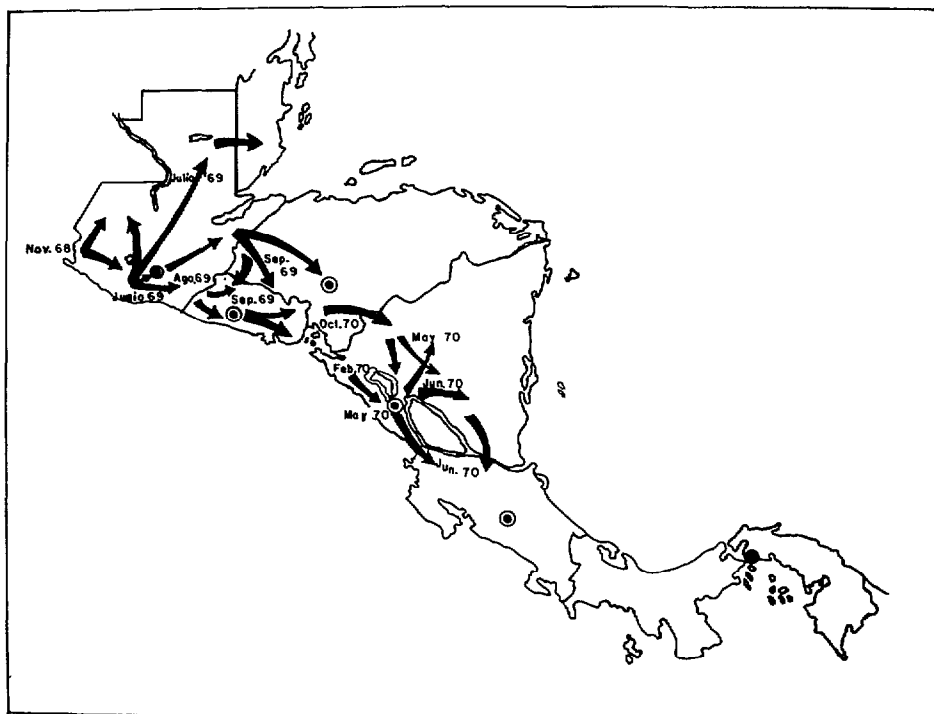 Julio 69
Nov. 68
Sep.
69
Ago.69
Junio 69
Sep. 69
Oct. 70
May 70
Feb.70
Jun. 70
May 70
Jun. 70